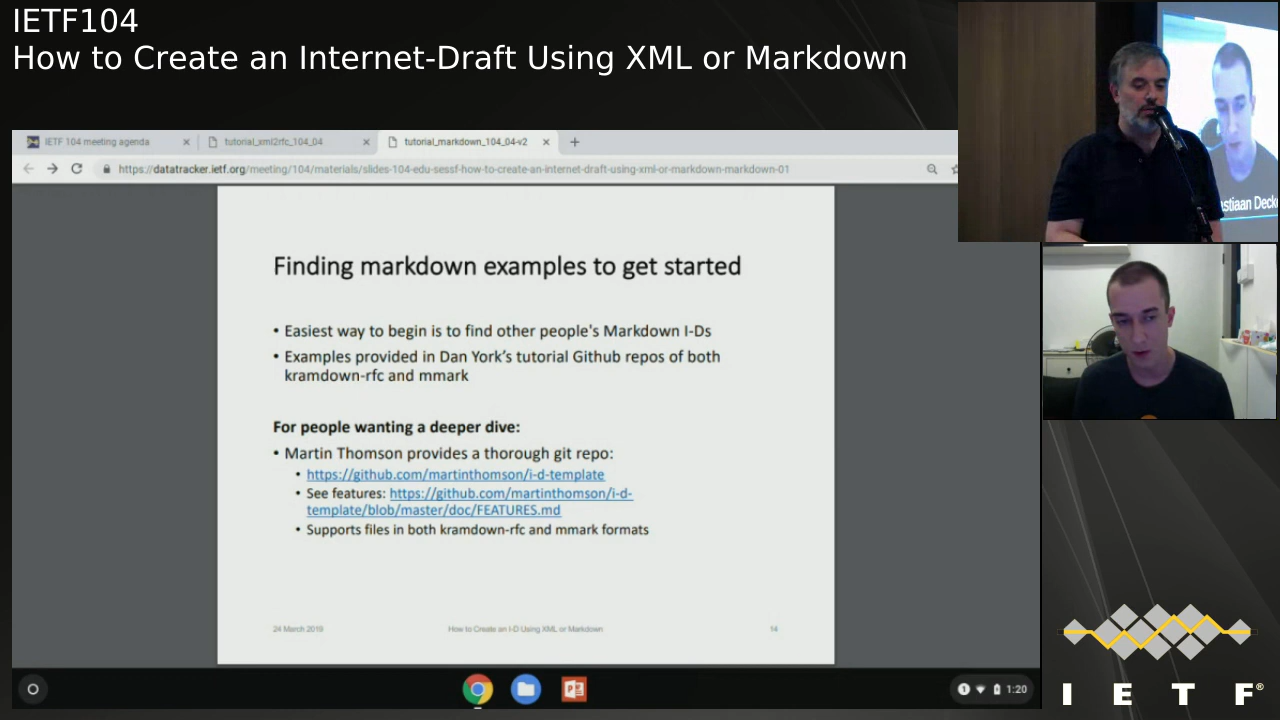 IETF104
How to Create an Internet-Draft Using XML or Markdown
IETF 104 meeting agenda
tutorial_xml2rfc_104_04
tutorial_markdown_104_04-v2
https://datatracker.ietf.org/meeting/104/materials/slides-104-edu-sessf-how-to-create-an-internet-draft-using-xml-or-markdown-markdown-01
Finding markdown examples to get started
• Easiest way to begin is to find other people's Markdown I-Ds
• Examples provided in Dan York’s tutorial Github repos of both
kramdown-rfc and mmark
For people wanting a deeper dive:
• Martin Thomson provides a thorough git repo:
• https://github.com/martinthomson/i-d-template
• See features: https://github.com/martinthomson/i-d-
template/blob/master/doc/FEATURES.md
• Supports files in both kramdown-rfc and mmark formats
24 March 2019
How to Create an I-D Using XML or Markdown
14
1
1:20
I E T F®